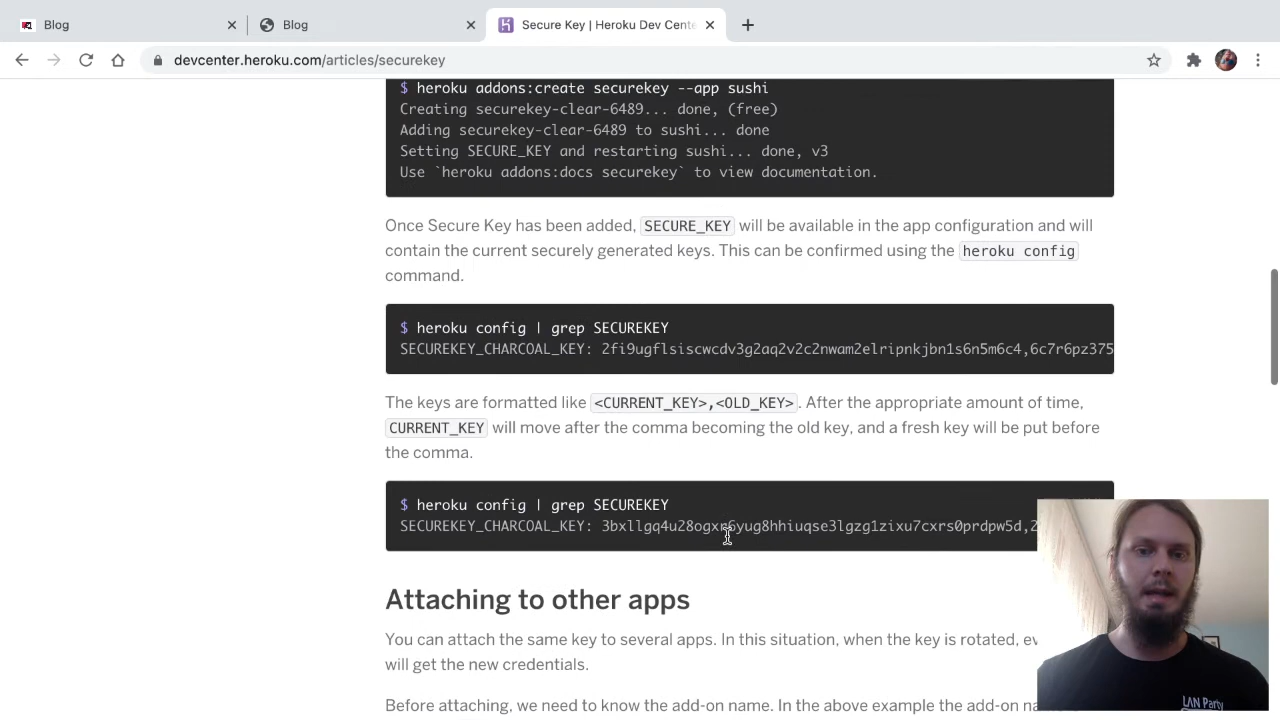 Blog
Blog
Secure Key | Heroku Dev Cente
devcenter.heroku.com/articles/securekey
$ heroku addons:create securekey --app sushi
Creating securekey-clear-6489... done, (free)
Adding securekey-clear-6489 to sushi... done
Setting SECURE_KEY and restarting sushi... done, v3
Use `heroku addons:docs securekey` to view documentation.
Once Secure Key has been added, SECURE_KEY will be available in the app configuration and will
contain the current securely generated keys. This can be confirmed using the heroku config
command.
$ heroku config | grep SECUREKEY
SECUREKEY_CHARCOAL_KEY: 2fi9ugflsiscwcdv3g2aq2v2c2nwam2elripnkjbn1s6n5m6c4,6c7r6pz375
The keys are formatted like <CURRENT_KEY>,<OLD_KEY>. After the appropriate amount of time,
CURRENT_KEY will move after the comma becoming the old key, and a fresh key will be put before
the comma.
$ heroku config | grep SECUREKEY
SECUREKEY_CHARCOAL_KEY: 3bxllgq4u28ogxs6yug8hhiuqse3lgzg1zixu7cxrs0prdpw5d,2
Attaching to other apps
You can attach the same key to several apps. In this situation, when the key is rotated, ev
will get the new credentials.
Before attaching, we need to know the add-on name. In the above example the add-on n
LAN Party